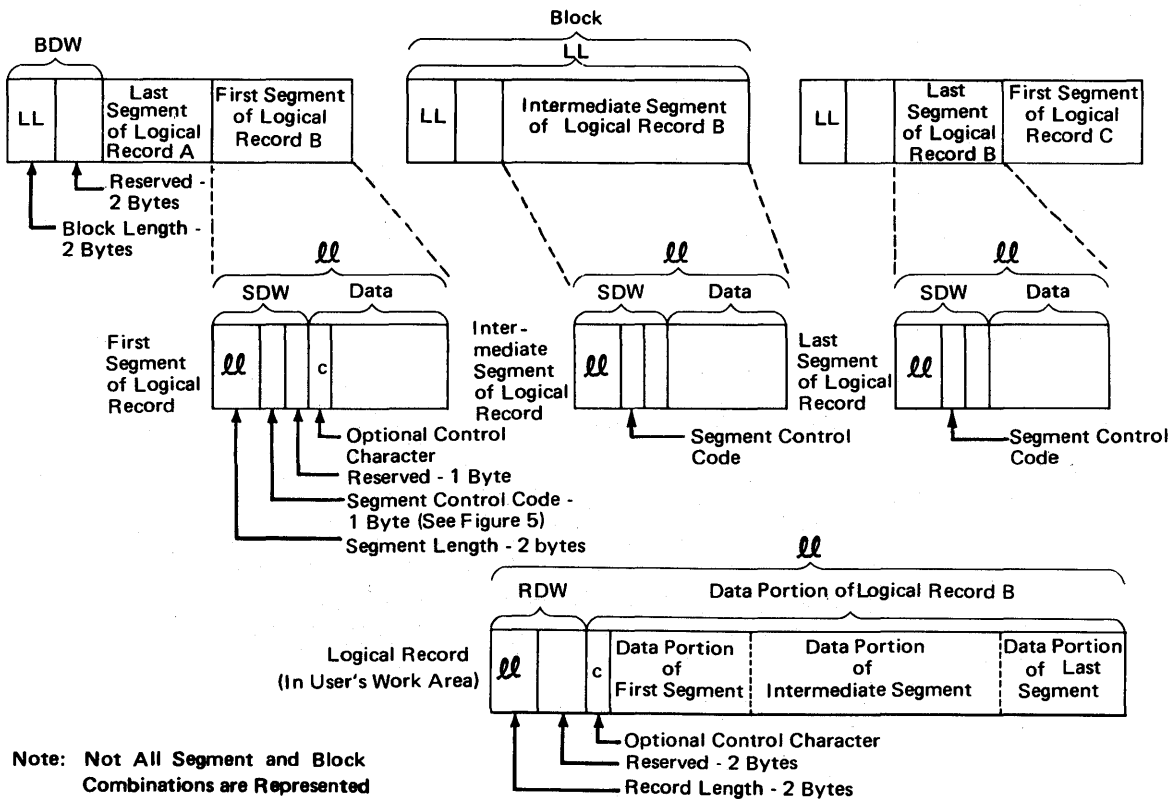 Block
BDW
LL
LL
Last
Segment
of Logical
Record A
First Segment
of Logical
Record B
LL
Intermediate Segment
of Logical Record B
LL
Last
Segment
of Logical
Record B
First Segment
of Logical
Record C
Reserved -
2 Bytes
Block Length -
2 Bytes
ll
SDW
Data
First
Segment
of Logical
Record
ll
c
Optional Control
Character
Reserved - 1 Byte
Segment Control Code -
1 Byte (See Figure 5)
Segment Length - 2 bytes
ll
SDW
Data
Inter-
mediate
Segment
of Logical
Record
ll
Segment Control
Code
ll
SDW
Data
Last
Segment
of Logical
Record
ll
Segment Control
Code
ll
RDW
Data Portion of Logical Record B
Logical Record
(In User's Work Area)
ll
c
Data Portion
of
First Segment
Data Portion
of
Intermediate Segment
Data Portion
of Last
Segment
Optional Control Character
Reserved - 2 Bytes
Record Length - 2 Bytes
Note: Not All Segment and Block
Combinations are Represented